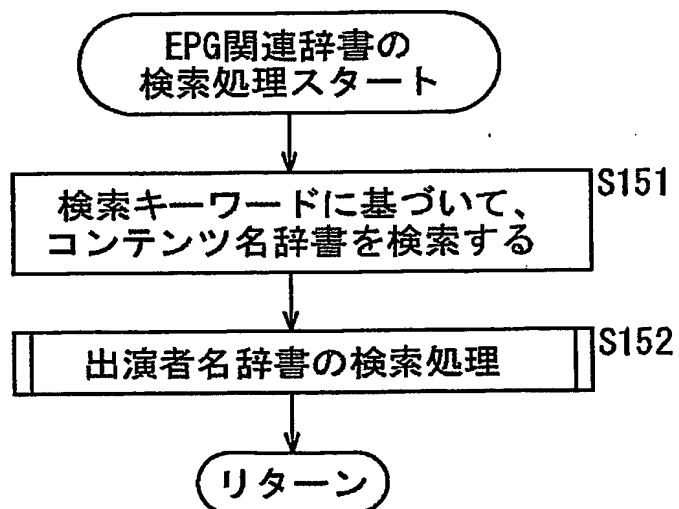 EPG関連辞書の
検索処理スタート
S151
検索キーワードに基づいて、
コンテンツ名辞書を検索する
S152
出演者名辞書の検索処理
リターン